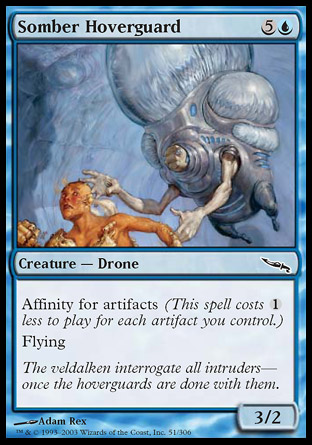 Somber Hoverguard 5
Creature — Drone
Affinity for artifacts (This spell costs 1
less to play for each artifact you control.)
Flying
The veldalken interrogate all intruders—
once the hoverguards are done with them.
Adam Rex
™ & © 1993–2003 Wizards of the Coast, Inc. 51/306
3/2